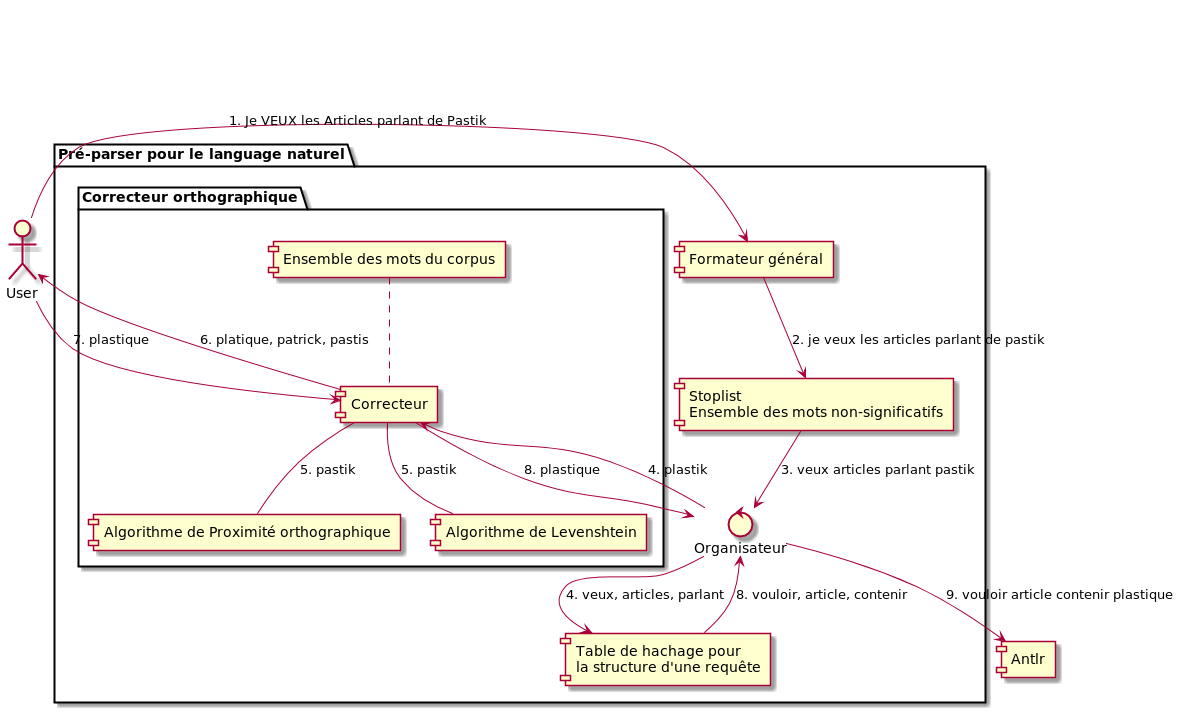 1. Je VEUX les Articles parlant de Pastik
Pré-parser pour le language naturel
Correcteur orthographique
Ensemble des mots du corpus
Formateur général
User
7. plastique
6. platique, patrick, pastis
2. je veux les articles parlant de pastik
Correcteur
Stoplist
Ensemble des mots non-significatifs
5. pastik
5. pastik
8. plastique
4. plastik
3. veux articles parlant pastik
Algorithme de Proximité orthographique
Algorithme de Levenshtein
Organisateur
4. veux, articles, parlant
8. vouloir, article, contenir
9. vouloir article contenir plastique
Table de hachage pour
la structure d'une requête
Antlr